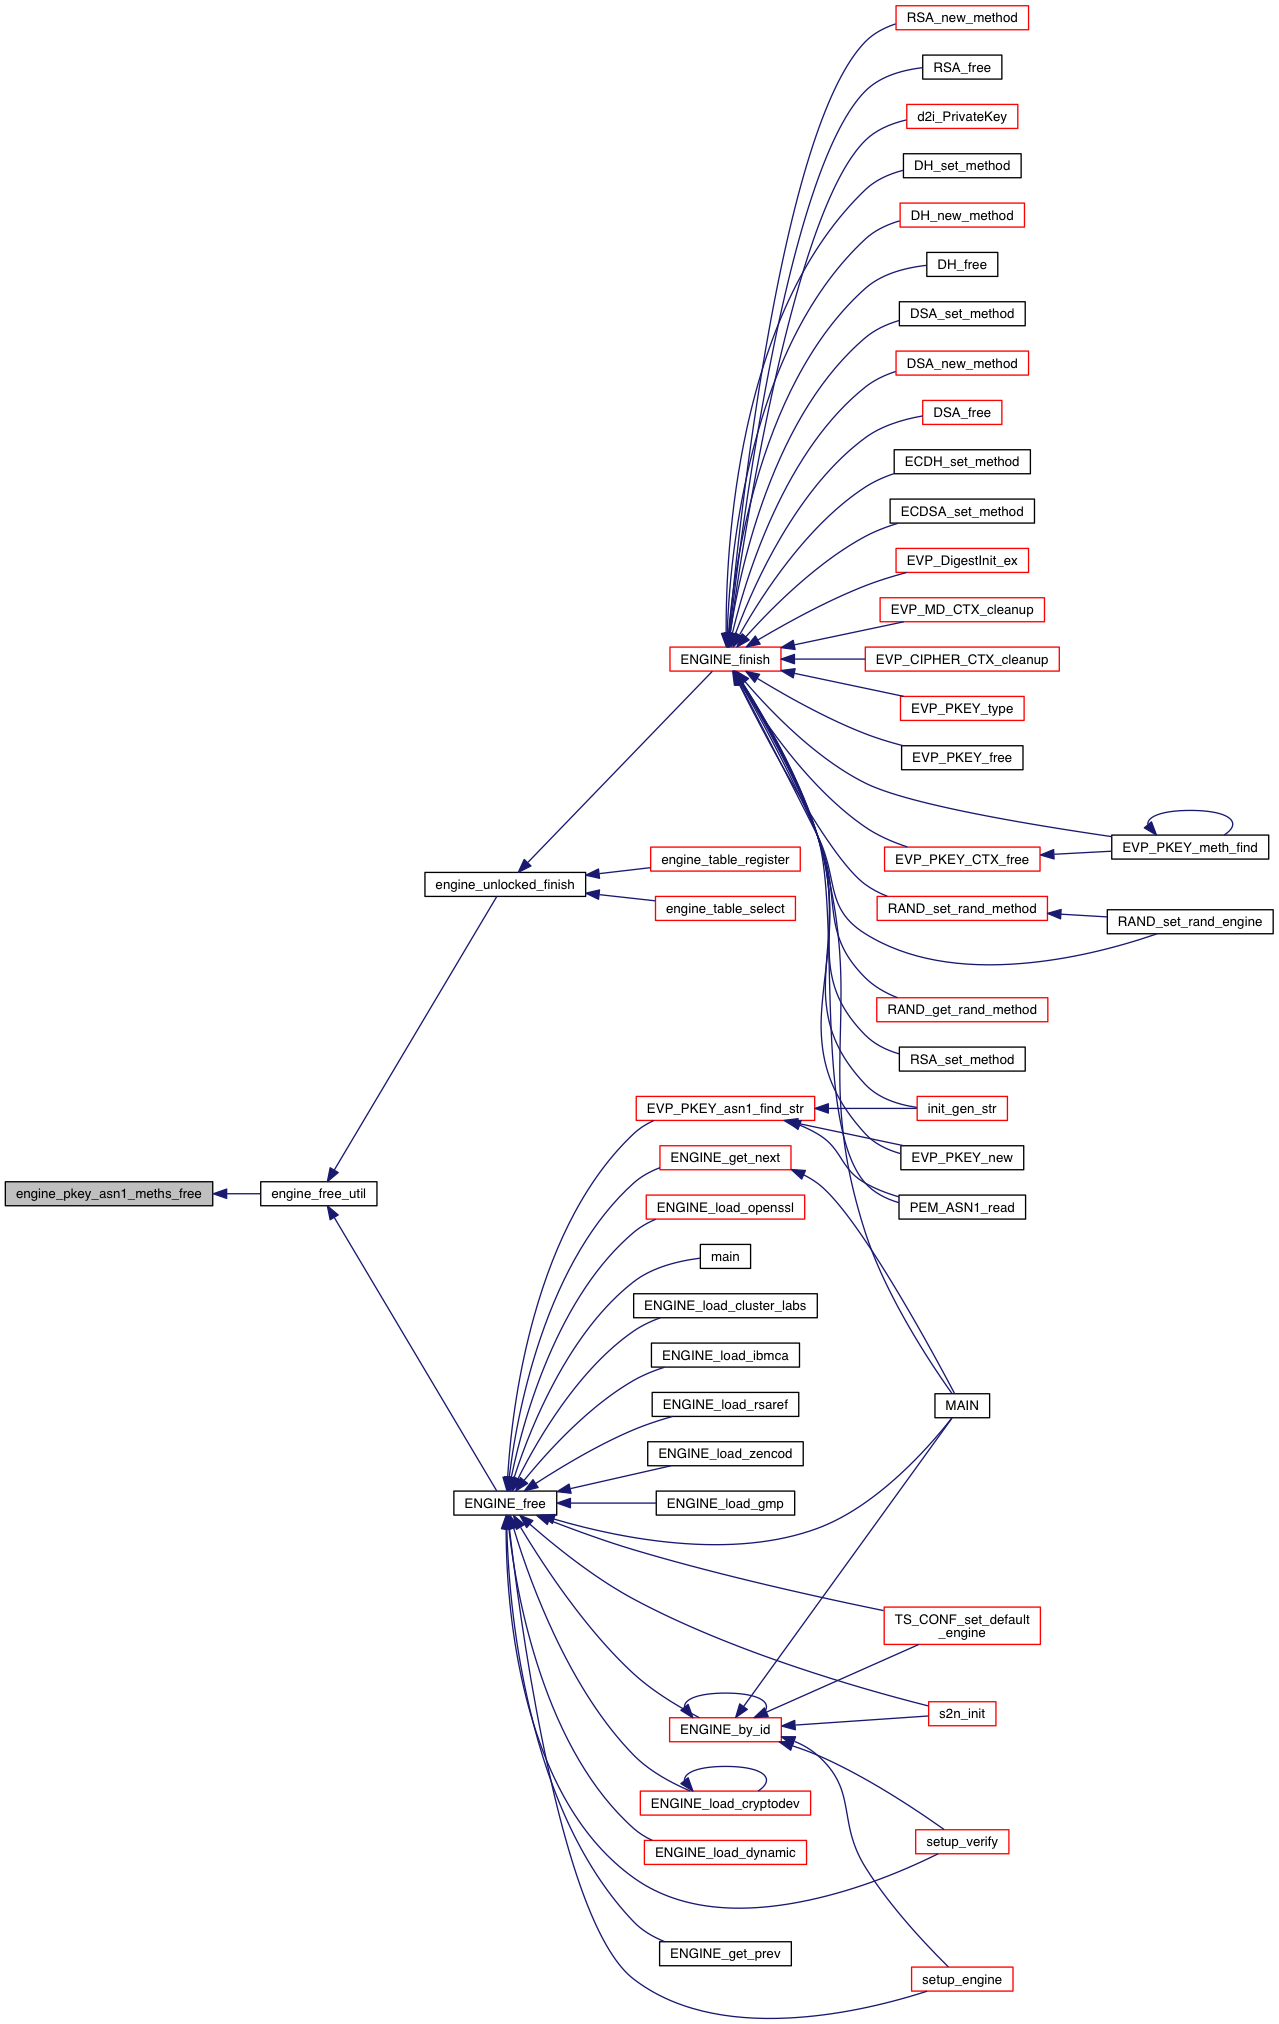 RSA_new_method
RSA_free
d2i_PrivateKey
DH_set_method
DH_new_method
DH_free
DSA_set_method
DSA_new_method
DSA_free
ECDH_set_method
ECDSA_set_method
EVP_DigestInit_ex
EVP_MD_CTX_cleanup
ENGINE_finish
EVP_CIPHER_CTX_cleanup
EVP_PKEY_type
EVP_PKEY_free
EVP_PKEY_meth_find
engine_table_register
EVP_PKEY_CTX_free
engine_unlocked_finish
engine_table_select
RAND_set_rand_method
RAND_set_rand_engine
RAND_get_rand_method
RSA_set_method
EVP_PKEY_asn1_find_str
init_gen_str
ENGINE_get_next
EVP_PKEY_new
engine_pkey_asn1_meths_free
engine_free_util
ENGINE_load_openssl
PEM_ASN1_read
main
ENGINE_load_cluster_labs
ENGINE_load_ibmca
ENGINE_load_rsaref
MAIN
ENGINE_load_zencod
ENGINE_free
ENGINE_load_gmp
TS_CONF_set_default
_engine
s2n_init
ENGINE_by_id
ENGINE_load_cryptodev
setup_verify
ENGINE_load_dynamic
ENGINE_get_prev
setup_engine